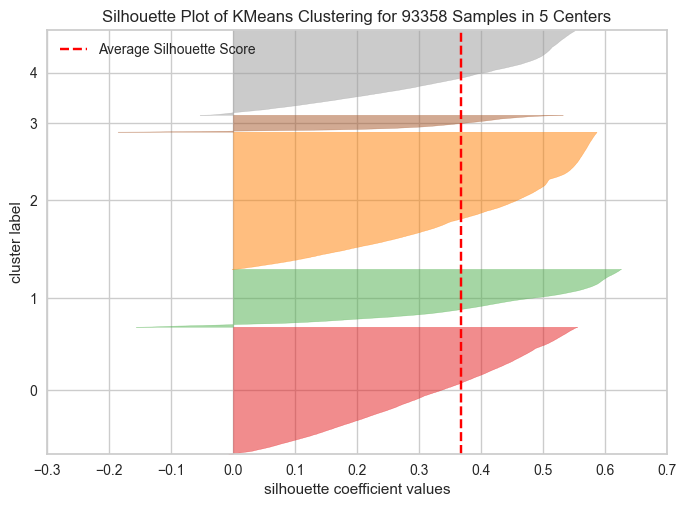 Silhouette Plot of KMeans Clustering for 93358 Samples in 5 Centers
Average Silhouette Score
4
3
2
1
0
cluster label
−0.3 −0.2 −0.1 0.0 0.1 0.2 0.3 0.4 0.5 0.6 0.7
silhouette coefficient values